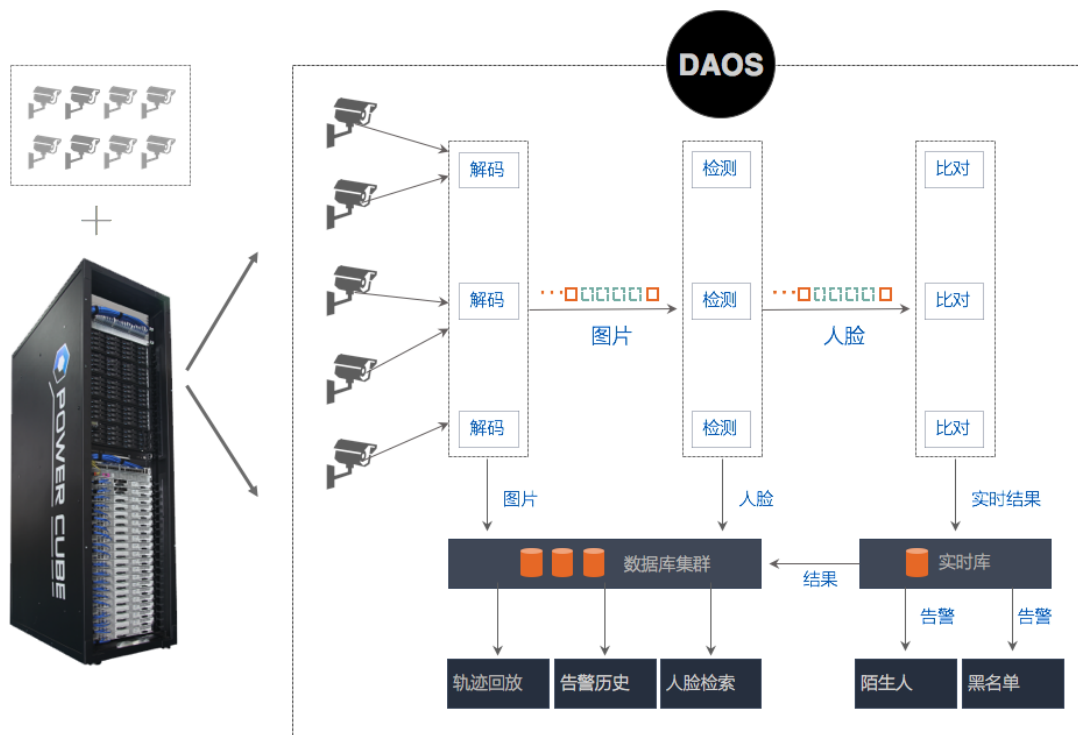 DAOS
解码
检测
比对
解码
图片
检测
人脸
比对
解码
检测
比对
图片
人脸
实时结果
数据库集群
结果
实时库
告警
告警
轨迹回放
告警历史
人脸检索
陌生人
黑名单
POWER CUBE